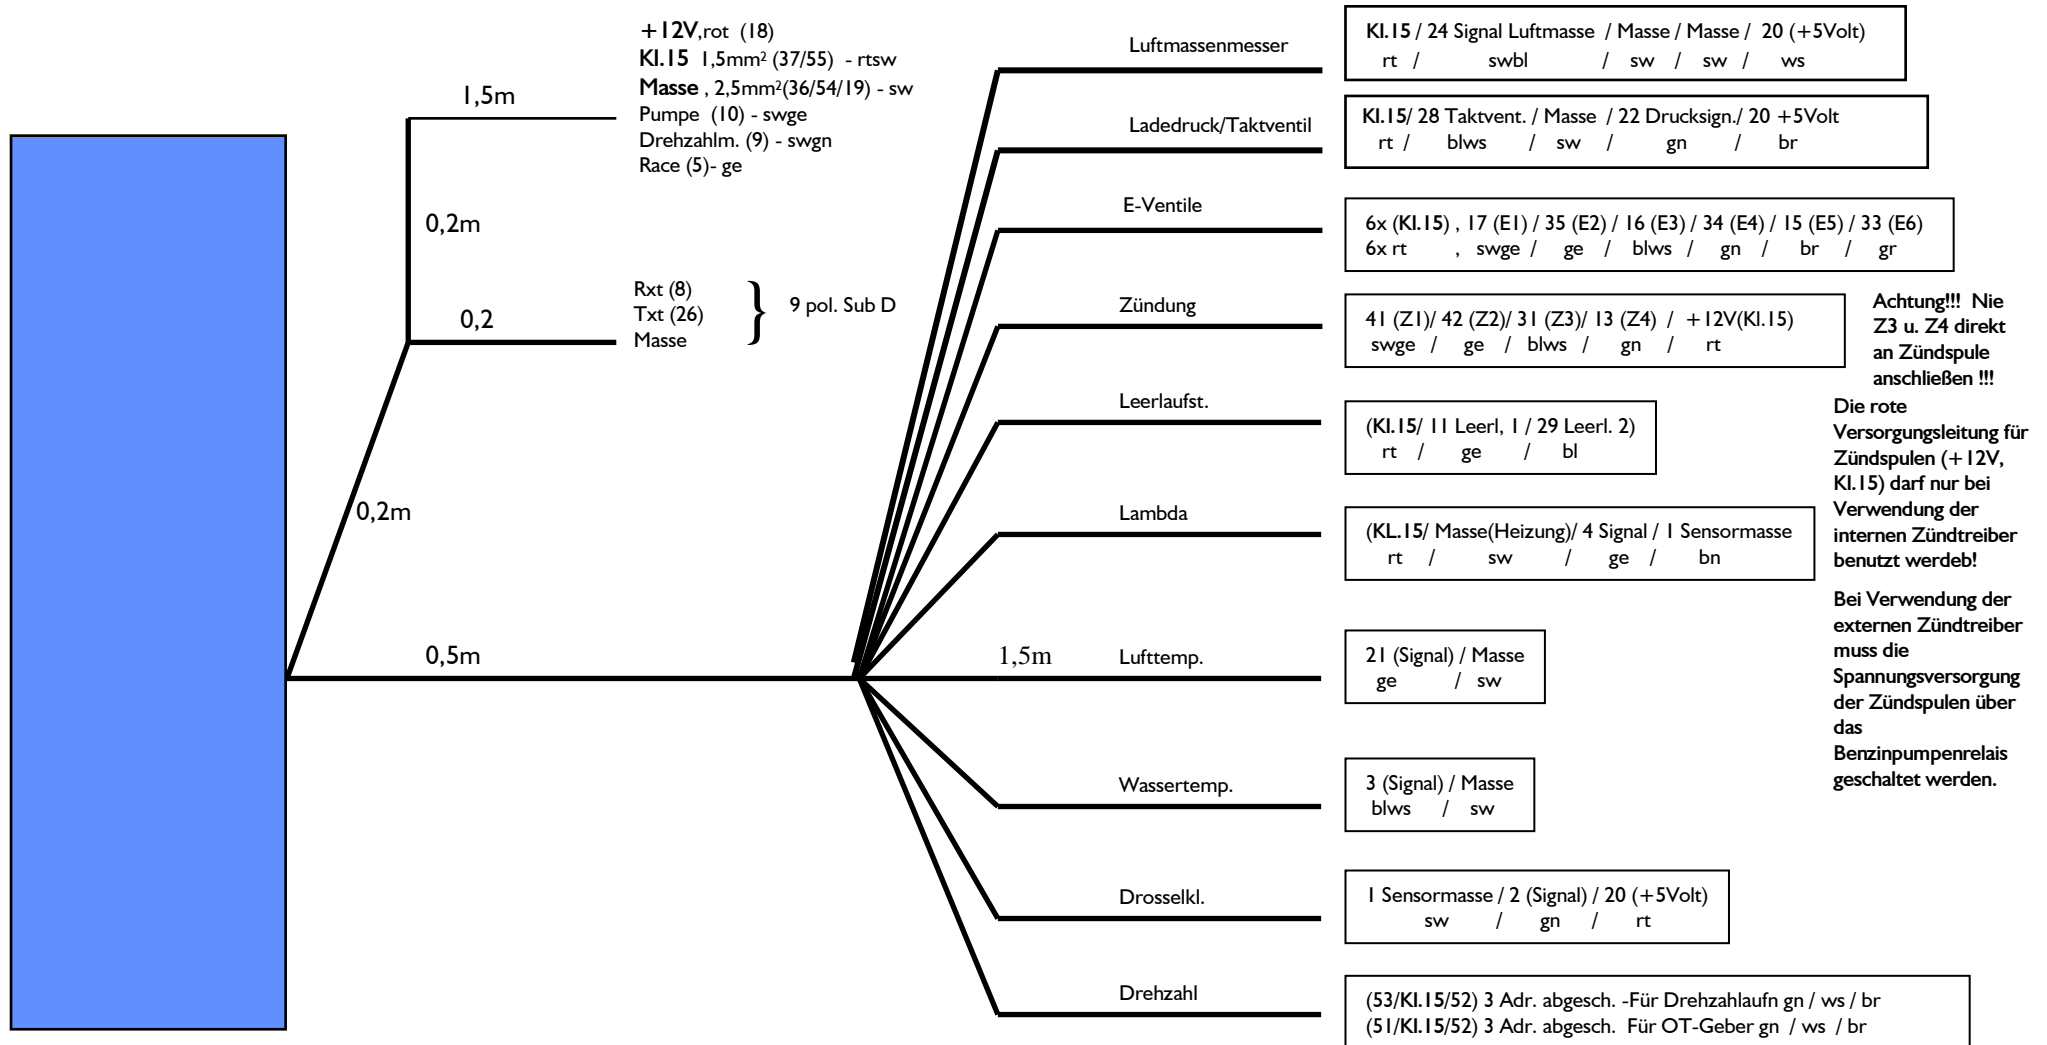 +12V,rot (18)
Kl.15 1,5mm² (37/55) - rtsw
Masse , 2,5mm²(36/54/19) - sw
Pumpe (10) - swge
Drehzahlm. (9) - swgn
Race (5)- ge
1,5m
0,2m
Rxt (8)
Txt (26)
Masse
} 9 pol. Sub D
0,2
0,2m
0,5m
1,5m
Luftmassenmesser
Kl.15 / 24 Signal Luftmasse / Masse / Masse / 20 (+5Volt)
rt / swbl / sw / sw / ws
Ladedruck/Taktventil
Kl.15/ 28 Taktvent. / Masse / 22 Drucksign./ 20 +5Volt
rt / blws / sw / gn / br
E-Ventile
6x (Kl.15) , 17 (E1) / 35 (E2) / 16 (E3) / 34 (E4) / 15 (E5) / 33 (E6)
6x rt , swge / ge / blws / gn / br / gr
Zündung
41 (Z1)/ 42 (Z2)/ 31 (Z3)/ 13 (Z4) / +12V(Kl.15)
swge / ge / blws / gn / rt
Leerlaufst.
(Kl.15/ 11 Leerl, 1 / 29 Leerl. 2)
rt / ge / bl
Lambda
(KL.15/ Masse(Heizung)/ 4 Signal / 1 Sensormasse
rt / sw / ge / bn
Lufttemp.
21 (Signal) / Masse
ge / sw
Wassertemp.
3 (Signal) / Masse
blws / sw
Drosselkl.
1 Sensormasse / 2 (Signal) / 20 (+5Volt)
sw / gn / rt
Drehzahl
(53/Kl.15/52) 3 Adr. abgesch. -Für Drehzahlaufn gn / ws / br
(51/Kl.15/52) 3 Adr. abgesch. Für OT-Geber gn / ws / br
Achtung!!! Nie
Z3 u. Z4 direkt
an Zündspule
anschließen !!!
Die rote
Versorgungsleitung für
Zündspulen (+12V,
Kl.15) darf nur bei
Verwendung der
internen Zündtreiber
benutzt werdeb!
Bei Verwendung der
externen Zündtreiber
muss die
Spannungsversorgung
der Zündspulen über
das
Benzinpumpenrelais
geschaltet werden.